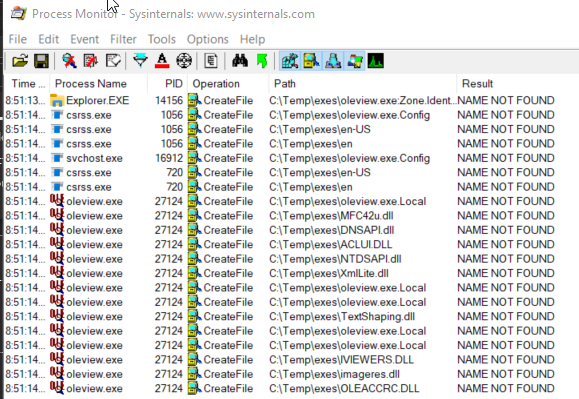 Process Monitor - Sysinternals: www.sysinternals.com
File Edit Event Filter Tools Options Help
Time ... Process Name PID Operation Path Result
8:51:13... Explorer.EXE 14156 CreateFile C:\Temp\exes\oleview.exe:Zone.Ident... NAME NOT FOUND
8:51:14... csrss.exe 1056 CreateFile C:\Temp\exes\oleview.exe.Config NAME NOT FOUND
8:51:14... csrss.exe 1056 CreateFile C:\Temp\exes\en-US NAME NOT FOUND
8:51:14... csrss.exe 1056 CreateFile C:\Temp\exes\en NAME NOT FOUND
8:51:14... svchost.exe 16912 CreateFile C:\Temp\exes\oleview.exe.Config NAME NOT FOUND
8:51:14... csrss.exe 720 CreateFile C:\Temp\exes\en-US NAME NOT FOUND
8:51:14... csrss.exe 720 CreateFile C:\Temp\exes\en NAME NOT FOUND
8:51:14... oleview.exe 27124 CreateFile C:\Temp\exes\oleview.exe.Local NAME NOT FOUND
8:51:14... oleview.exe 27124 CreateFile C:\Temp\exes\MFC42u.dll NAME NOT FOUND
8:51:14... oleview.exe 27124 CreateFile C:\Temp\exes\DNSAPI.dll NAME NOT FOUND
8:51:14... oleview.exe 27124 CreateFile C:\Temp\exes\ACLUI.DLL NAME NOT FOUND
8:51:14... oleview.exe 27124 CreateFile C:\Temp\exes\NTDSAPI.dll NAME NOT FOUND
8:51:14... oleview.exe 27124 CreateFile C:\Temp\exes\XmlLite.dll NAME NOT FOUND
8:51:14... oleview.exe 27124 CreateFile C:\Temp\exes\oleview.exe.Local NAME NOT FOUND
8:51:14... oleview.exe 27124 CreateFile C:\Temp\exes\oleview.exe.Local NAME NOT FOUND
8:51:14... oleview.exe 27124 CreateFile C:\Temp\exes\TextShaping.dll NAME NOT FOUND
8:51:14... oleview.exe 27124 CreateFile C:\Temp\exes\oleview.exe.Local NAME NOT FOUND
8:51:14... oleview.exe 27124 CreateFile C:\Temp\exes\oleview.exe.Local NAME NOT FOUND
8:51:14... oleview.exe 27124 CreateFile C:\Temp\exes\IVIEWERS.DLL NAME NOT FOUND
8:51:14... oleview.exe 27124 CreateFile C:\Temp\exes\imageres.dll NAME NOT FOUND
8:51:14... oleview.exe 27124 CreateFile C:\Temp\exes\OLEACCRC.DLL NAME NOT FOUND